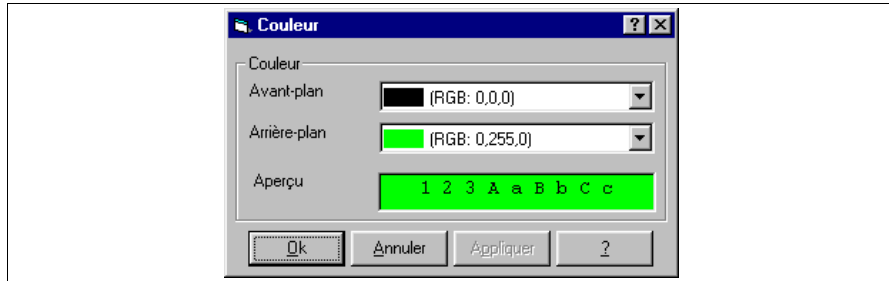 Couleur
Couleur
Avant-plan (RGB: 0,0,0)
Arrière-plan (RGB: 0,255,0)
Aperçu 1 2 3 A a B b C c
Ok Annuler Appliquer ?